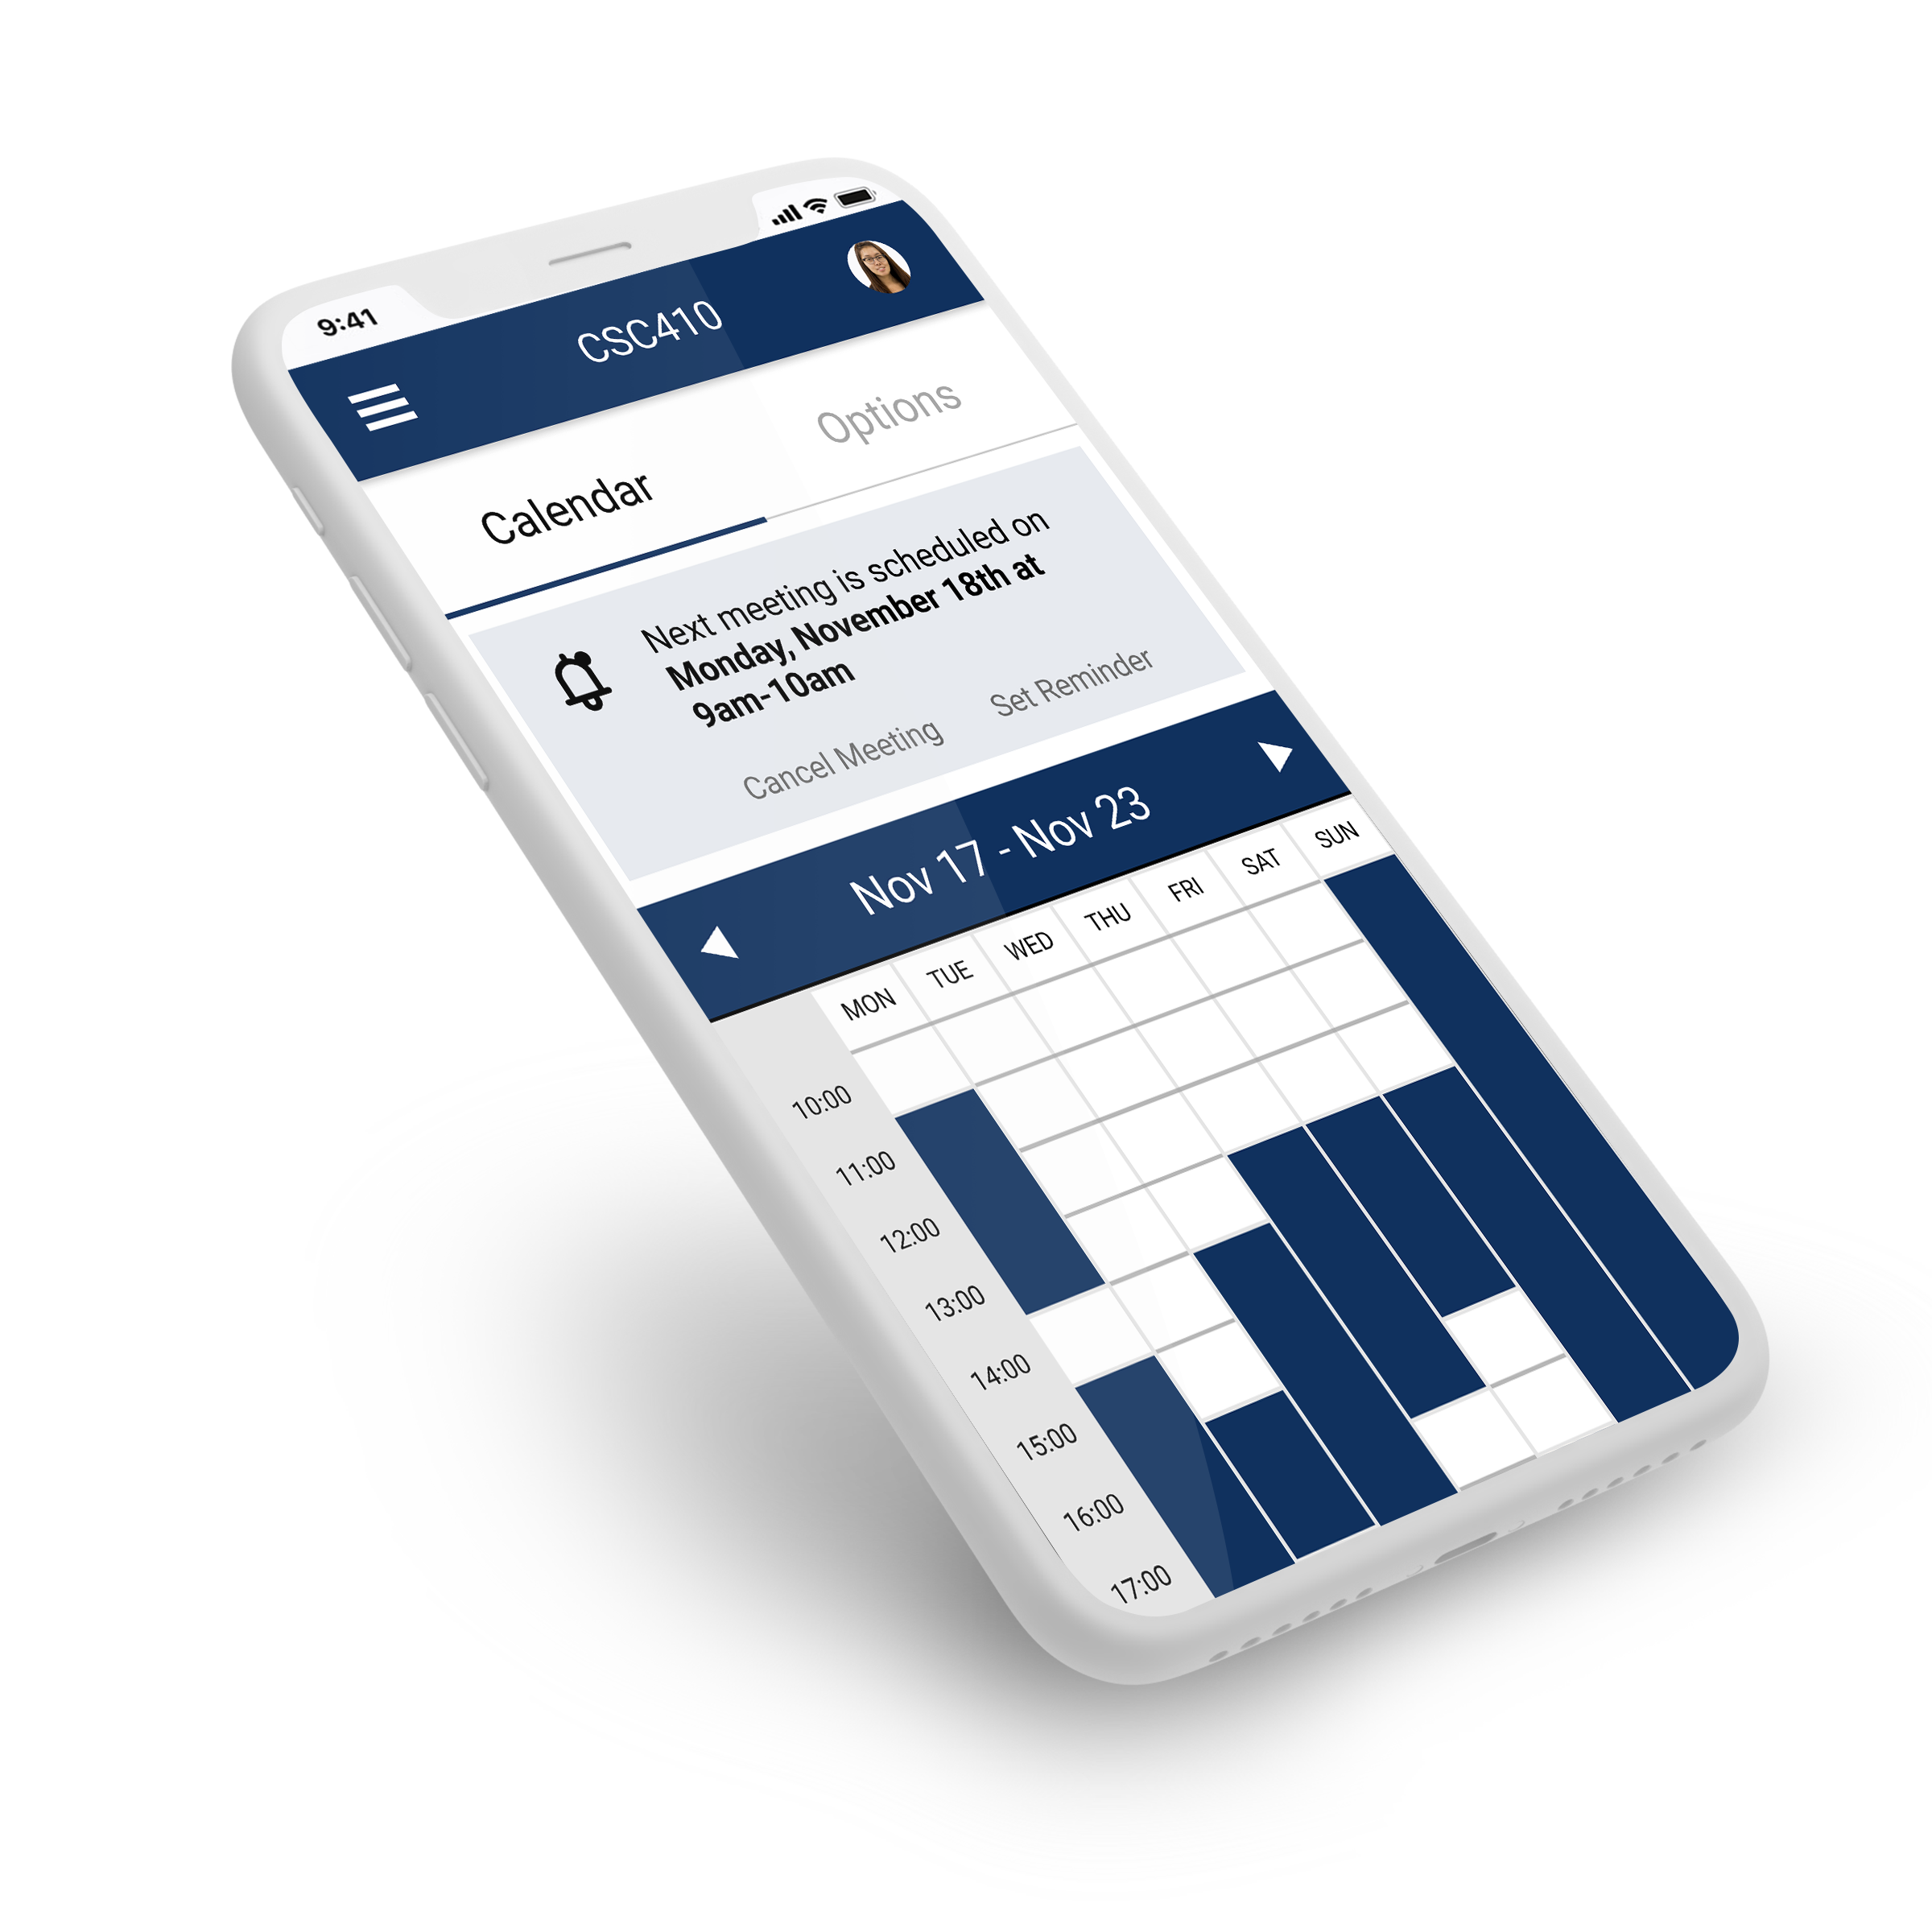 9:41
CSC410
Calendar
Options
Next meeting is scheduled on
Monday, November 18th at
9am-10am
Cancel Meeting
Set Reminder
Nov 17 - Nov 23
MON TUE WED THU FRI SAT SUN
10:00
11:00
12:00
13:00
14:00
15:00
16:00
17:00